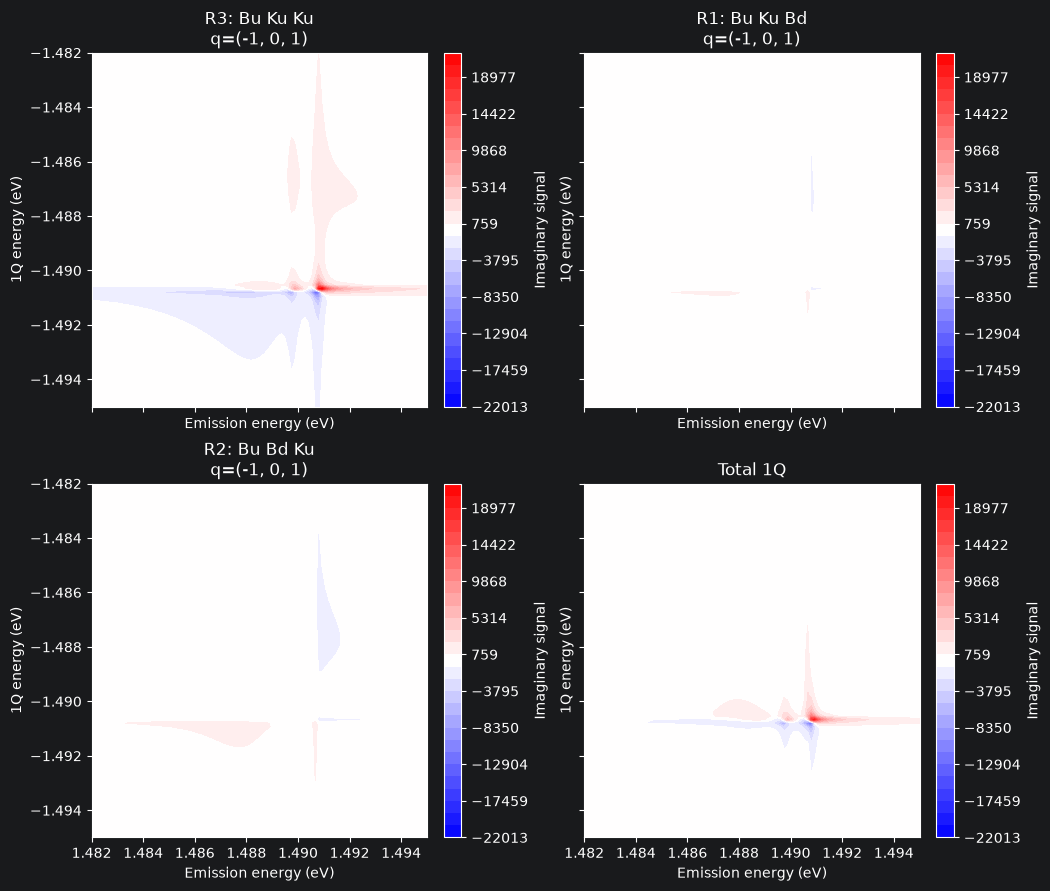 R3: Bu Ku Ku
q=(-1, 0, 1)
−1.482
−1.484
−1.486
−1.488
−1.490
−1.492
−1.494
1Q energy (eV)
Emission energy (eV)
18977
14422
9868
5314
759
−3795
−8350
−12904
−17459
−22013
Imaginary signal
R1: Bu Ku Bd
q=(-1, 0, 1)
1Q energy (eV)
Emission energy (eV)
18977
14422
9868
5314
759
−3795
−8350
−12904
−17459
−22013
Imaginary signal
R2: Bu Bd Ku
q=(-1, 0, 1)
−1.482
−1.484
−1.486
−1.488
−1.490
−1.492
−1.494
1Q energy (eV)
1.482 1.484 1.486 1.488 1.490 1.492 1.494
Emission energy (eV)
18977
14422
9868
5314
759
−3795
−8350
−12904
−17459
−22013
Imaginary signal
Total 1Q
1Q energy (eV)
1.482 1.484 1.486 1.488 1.490 1.492 1.494
Emission energy (eV)
18977
14422
9868
5314
759
−3795
−8350
−12904
−17459
−22013
Imaginary signal